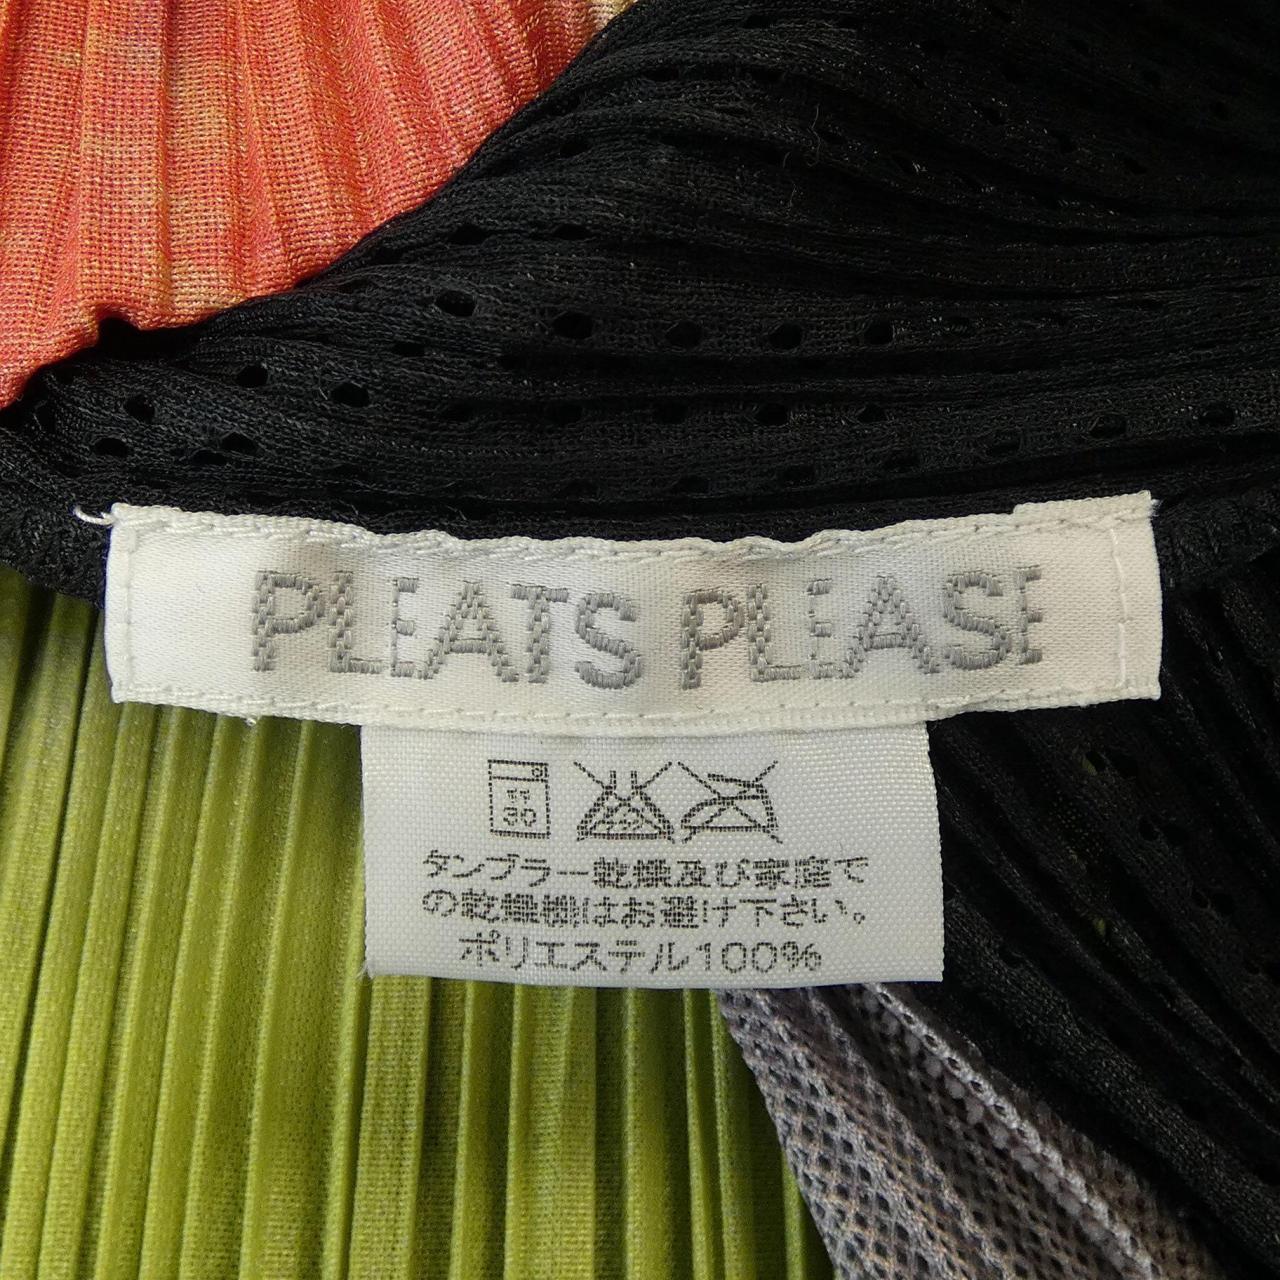 PLEATS PLEASE
30
タンブラー乾燥及び家庭で
の乾燥機はお避け下さい。
ポリエステル100%